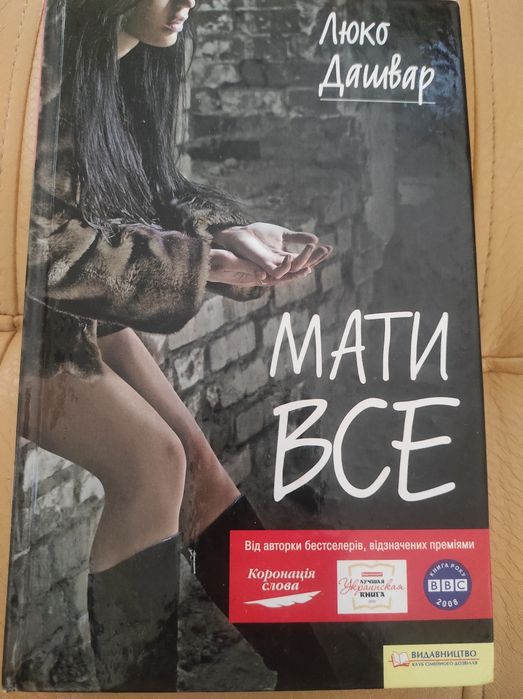 Люко
Дашвар
МАТИ
ВСЕ
Від авторки бестселерів, відзначених преміями
Коронація
слова
ЛУЧШАЯ
Украинская
КНИГА
КНИГА РОКУ
BBC
2008
ВИДАВНИЦТВО
КЛУБ СІМЕЙНОГО ДОЗВІЛЛЯ